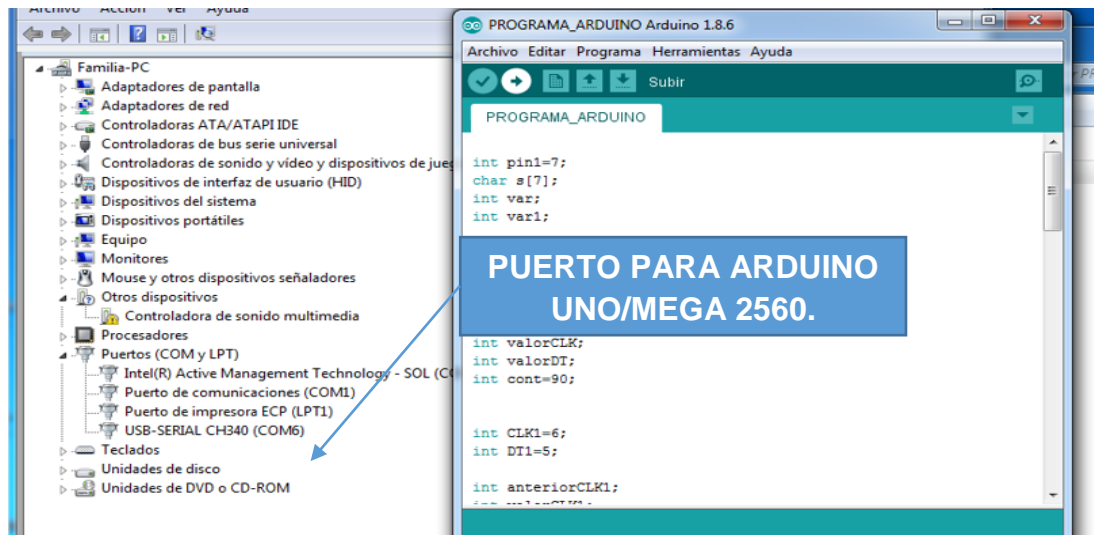 Archivo Acción Ver Ayuda
Familia-PC
Adaptadores de pantalla
Adaptadores de red
Controladoras ATA/ATAPI IDE
Controladoras de bus serie universal
Controladoras de sonido y vídeo y dispositivos de jue
Dispositivos de interfaz de usuario (HID)
Dispositivos del sistema
Dispositivos portátiles
Equipo
Monitores
Mouse y otros dispositivos señaladores
Otros dispositivos
Controladora de sonido multimedia
Procesadores
Puertos (COM y LPT)
Intel(R) Active Management Technology - SOL (CO
Puerto de comunicaciones (COM1)
Puerto de impresora ECP (LPT1)
USB-SERIAL CH340 (COM6)
Teclados
Unidades de disco
Unidades de DVD o CD-ROM
PROGRAMA_ARDUINO Arduino 1.8.6
Archivo Editar Programa Herramientas Ayuda
Subir
PROGRAMA_ARDUINO
int pin1=7;
char s[7];
int var;
int var1;
PUERTO PARA ARDUINO
UNO/MEGA 2560.
int valorCLK;
int valorDT;
int cont=90;
int CLK1=6;
int DT1=5;
int anteriorCLK1;
int valorCLK1;